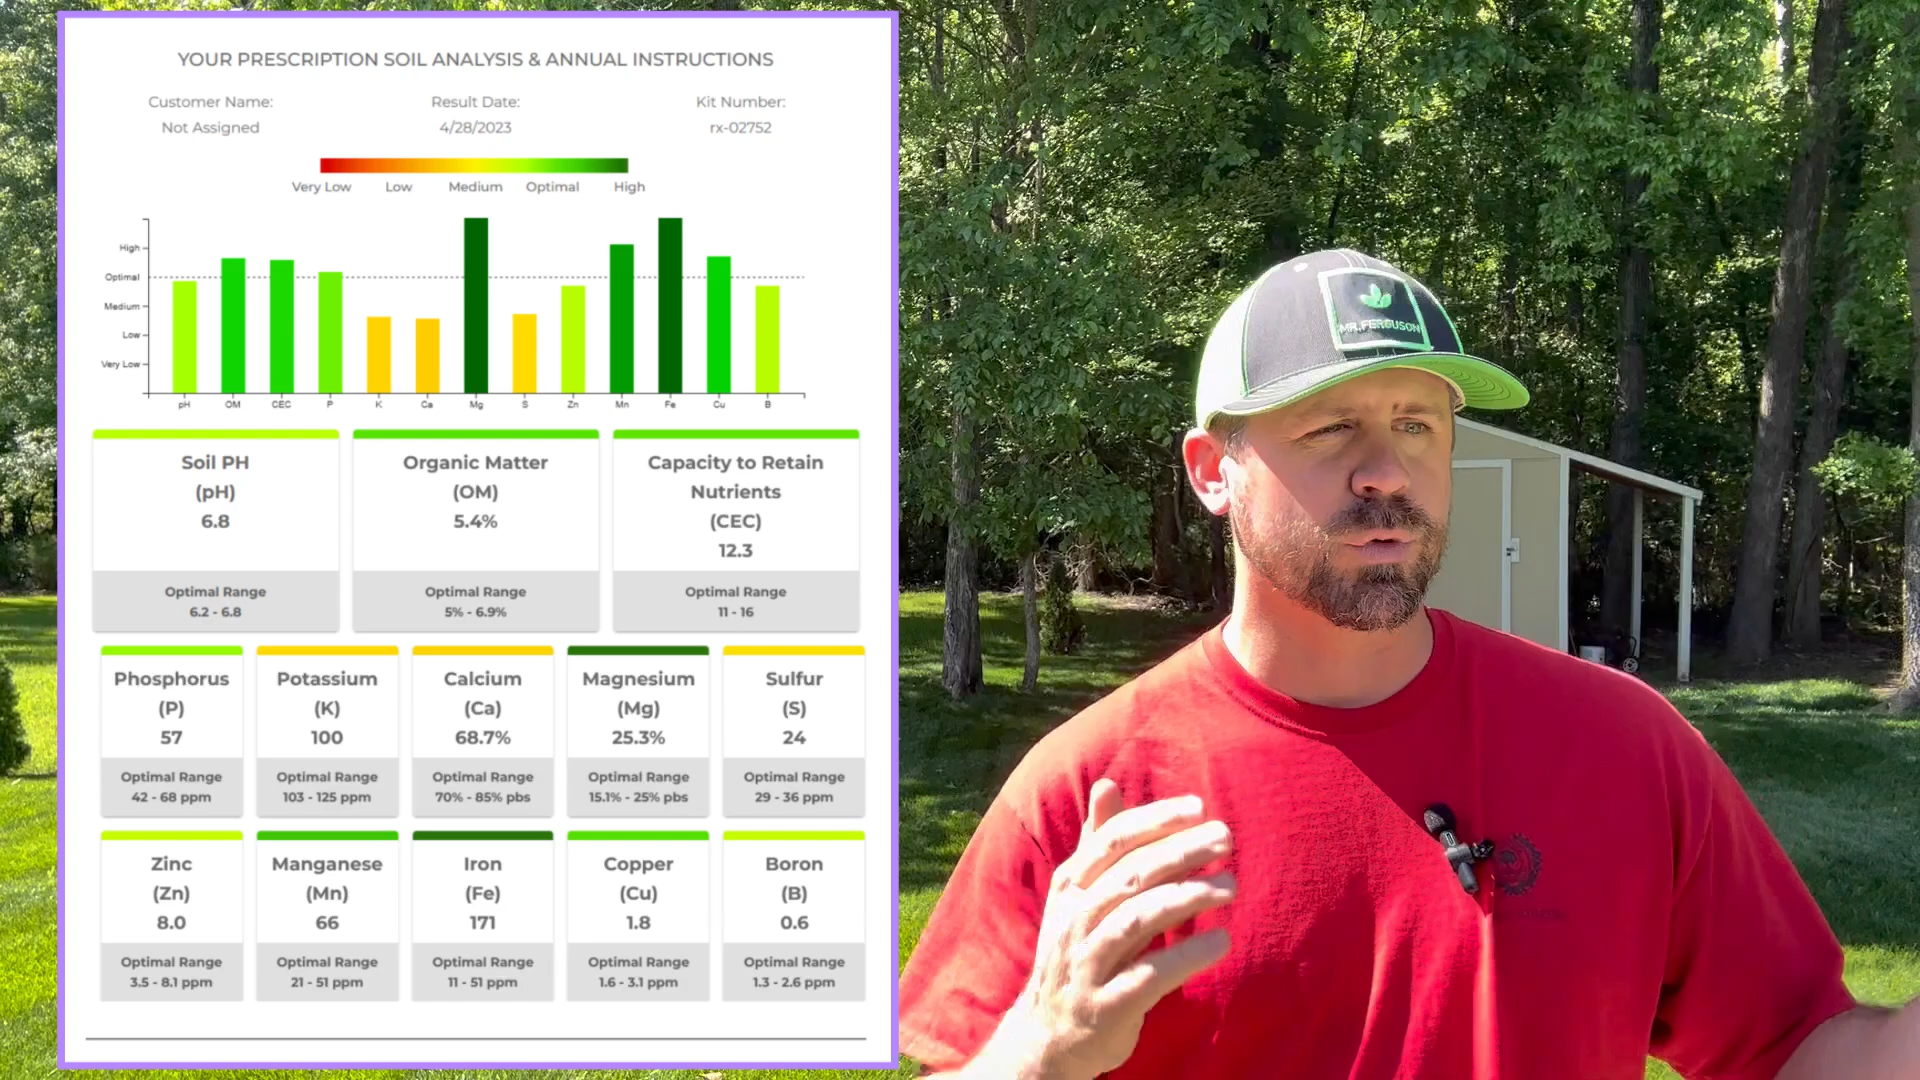 YOUR PRESCRIPTION SOIL ANALYSIS & ANNUAL INSTRUCTIONS
Customer Name: Result Date: Kit Number:
Not Assigned 4/28/2023 rx-02752
Very Low Low Medium Optimal High
High
Optimal
Medium
Low
Very Low
pH OM CEC P K Ca Mg S Zn Mn Fe Cu B
Soil PH
(pH)
6.8
Optimal Range
6.2 - 6.8
Organic Matter
(OM)
5.4%
Optimal Range
5% - 6.9%
Capacity to Retain
Nutrients
(CEC)
12.3
Optimal Range
11 - 16
Phosphorus
(P)
57
Optimal Range
42 - 68 ppm
Potassium
(K)
100
Optimal Range
103 - 125 ppm
Calcium
(Ca)
68.7%
Optimal Range
70% - 85% pbs
Magnesium
(Mg)
25.3%
Optimal Range
15.1% - 25% pbs
Sulfur
(S)
24
Optimal Range
29 - 36 ppm
Zinc
(Zn)
8.0
Optimal Range
3.5 - 8.1 ppm
Manganese
(Mn)
66
Optimal Range
21 - 51 ppm
Iron
(Fe)
171
Optimal Range
11 - 51 ppm
Copper
(Cu)
1.8
Optimal Range
1.6 - 3.1 ppm
Boron
(B)
0.6
Optimal Range
1.3 - 2.6 ppm
MR.FERGUSON